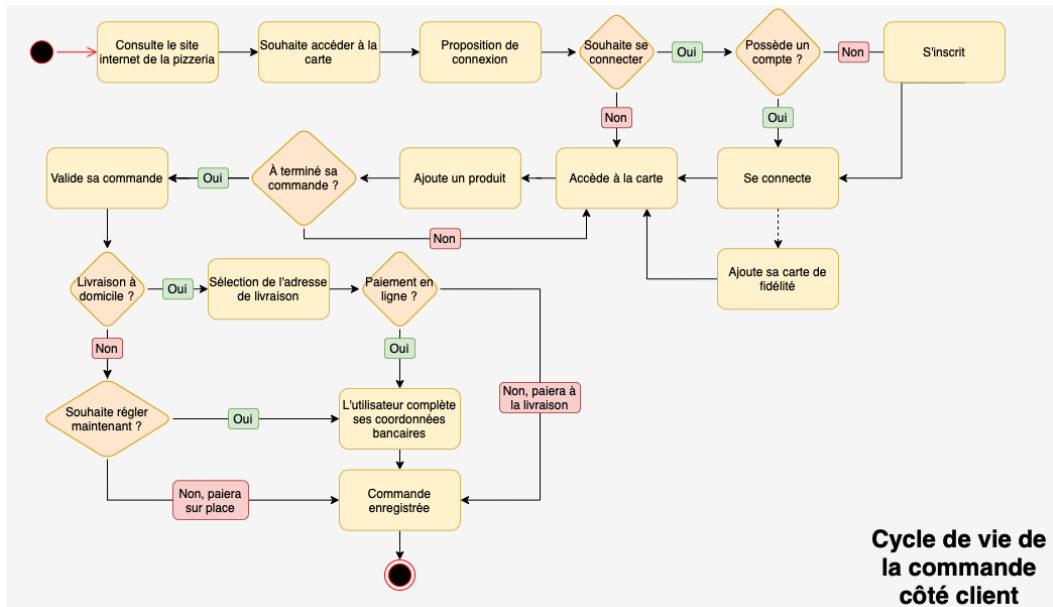 Consulte le site
internet de la pizzeria
Souhaite accéder à la
carte
Proposition de
connexion
Souhaite se
connecter
Oui
Possède un
compte ?
Non
S'inscrit
Non
Oui
Valide sa commande
Oui
À terminé sa
commande ?
Ajoute un produit
Accède à la carte
Se connecte
Non
Livraison à
domicile ?
Oui
Sélection de l'adresse
de livraison
Paiement en
ligne ?
Ajoute sa carte de
fidélité
Non
Oui
Souhaite régler
maintenant ?
Oui
L'utilisateur complète
ses coordonnées
bancaires
Non, paiera à
la livraison
Non, paiera
sur place
Commande
enregistrée
Cycle de vie de
la commande
côté client